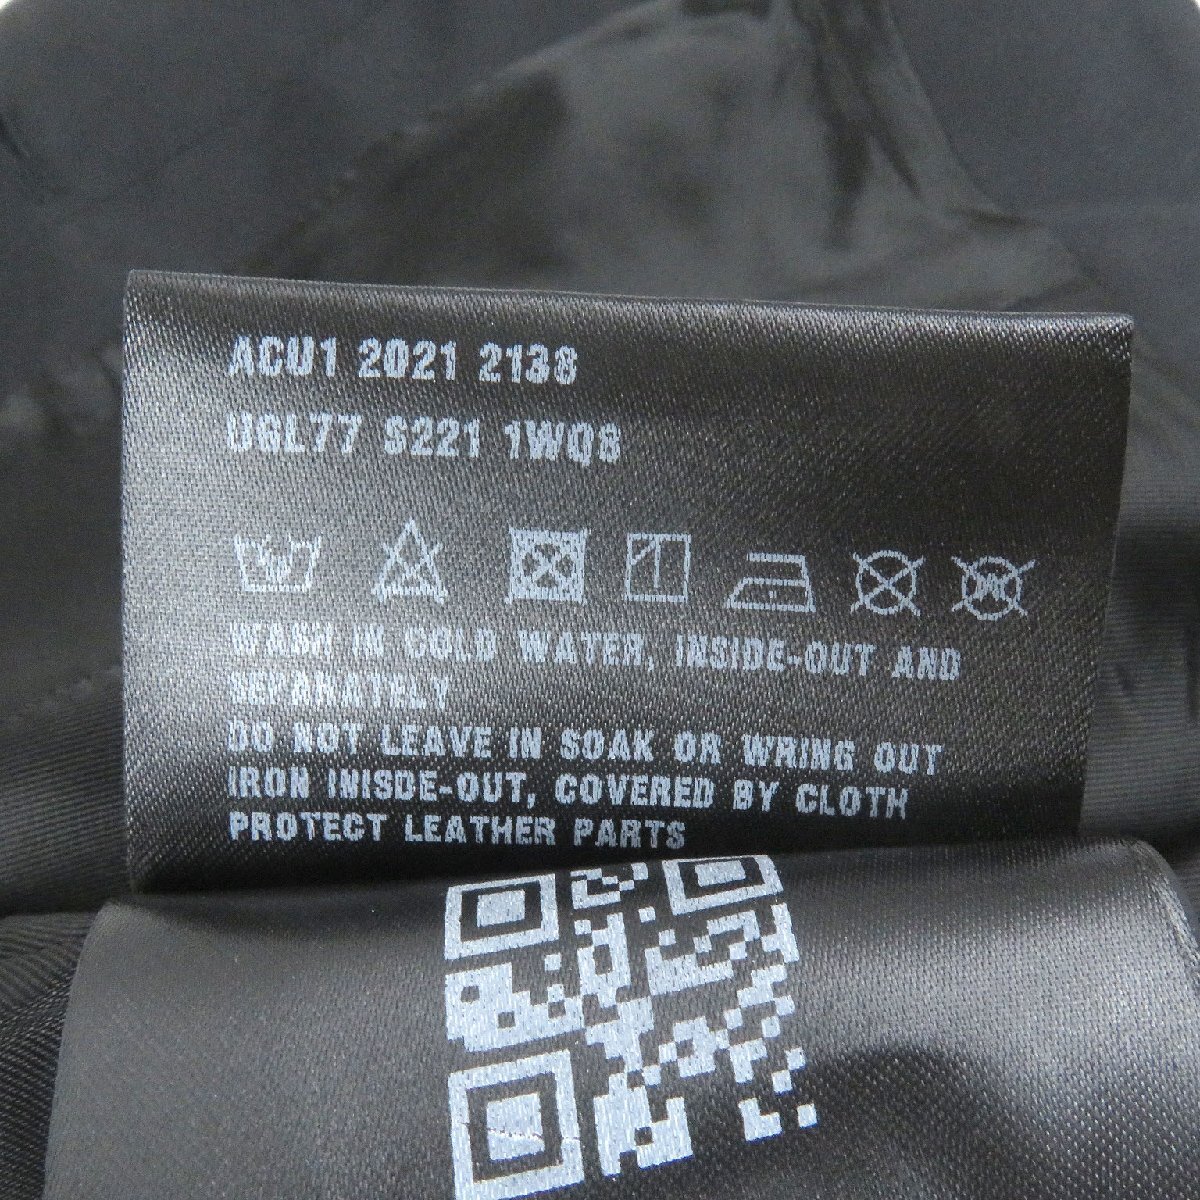 ACU1 2021 2138
U6L77 S221 1WQ8
WASH IN COLD WATER, INSIDE-OUT AND
SEPARATELY
DO NOT LEAVE IN SOAK OR WRING OUT
IRON INISDE-OUT, COVERED BY CLOTH
PROTECT LEATHER PARTS